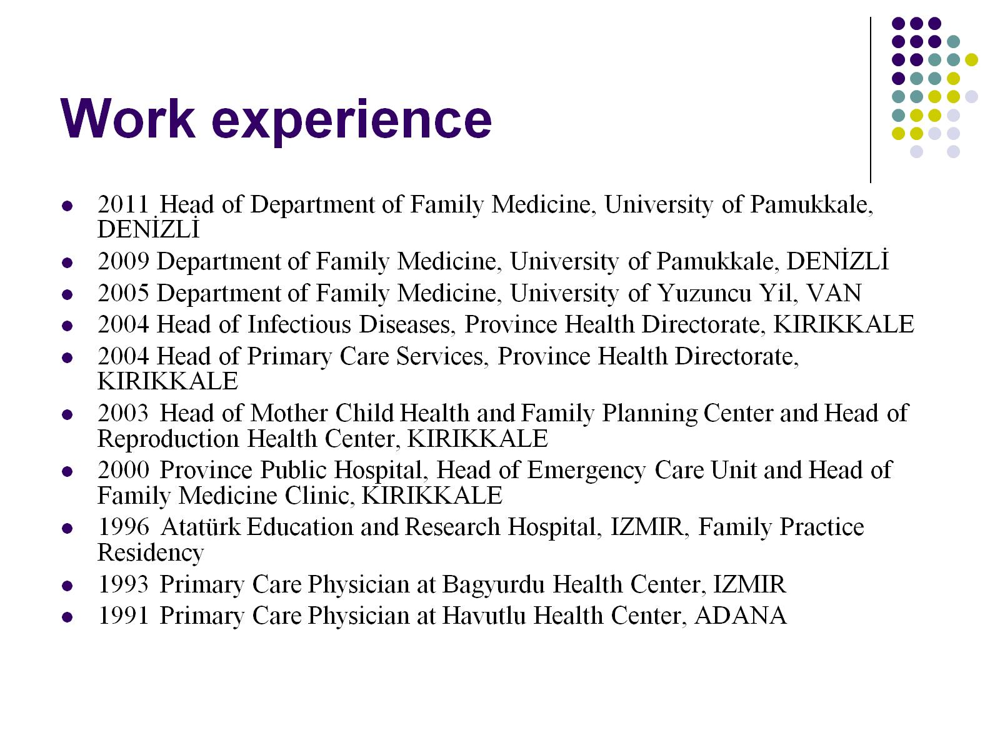 Work experience
2011 Head of Department of Family Medicine, University of Pamukkale,
DENİZLİ
2009 Department of Family Medicine, University of Pamukkale, DENİZLİ
2005 Department of Family Medicine, University of Yuzuncu Yil, VAN
2004 Head of Infectious Diseases, Province Health Directorate, KIRIKKALE
2004 Head of Primary Care Services, Province Health Directorate,
KIRIKKALE
2003 Head of Mother Child Health and Family Planning Center and Head of
Reproduction Health Center, KIRIKKALE
2000 Province Public Hospital, Head of Emergency Care Unit and Head of
Family Medicine Clinic, KIRIKKALE
1996 Atatürk Education and Research Hospital, IZMIR, Family Practice
Residency
1993 Primary Care Physician at Bagyurdu Health Center, IZMIR
1991 Primary Care Physician at Havutlu Health Center, ADANA